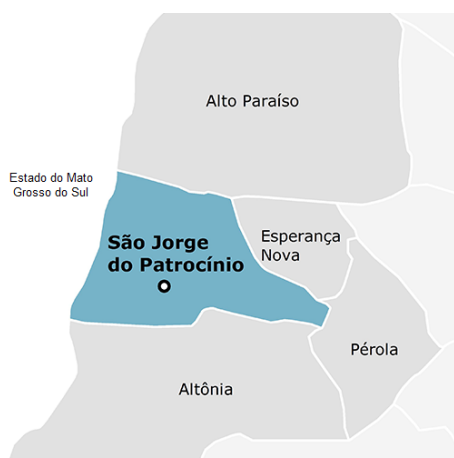 Alto Paraíso
Estado do Mato
Grosso do Sul
São Jorge
do Patrocínio
Esperança
Nova
Pérola
Altônia